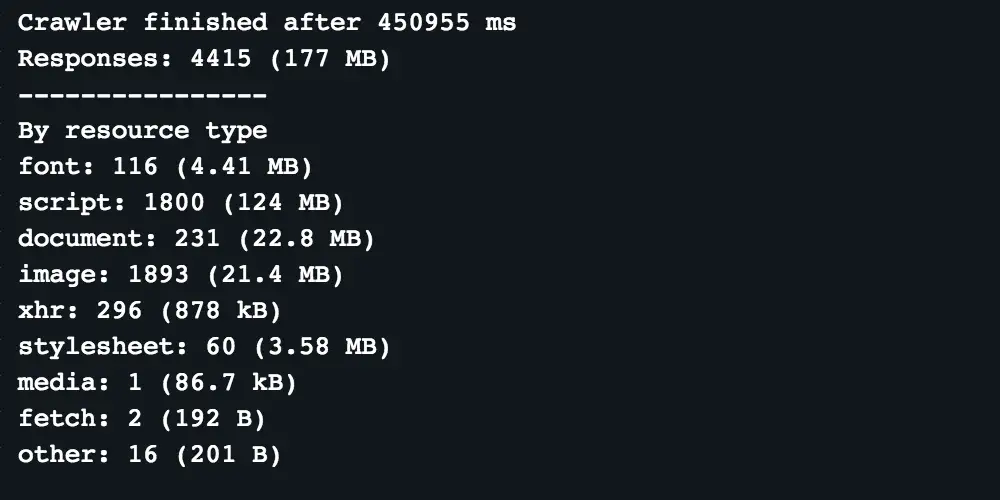 Crawler finished after 450955 ms
Responses: 4415 (177 MB)
----------------
By resource type
font: 116 (4.41 MB)
script: 1800 (124 MB)
document: 231 (22.8 MB)
image: 1893 (21.4 MB)
xhr: 296 (878 kB)
stylesheet: 60 (3.58 MB)
media: 1 (86.7 kB)
fetch: 2 (192 B)
other: 16 (201 B)